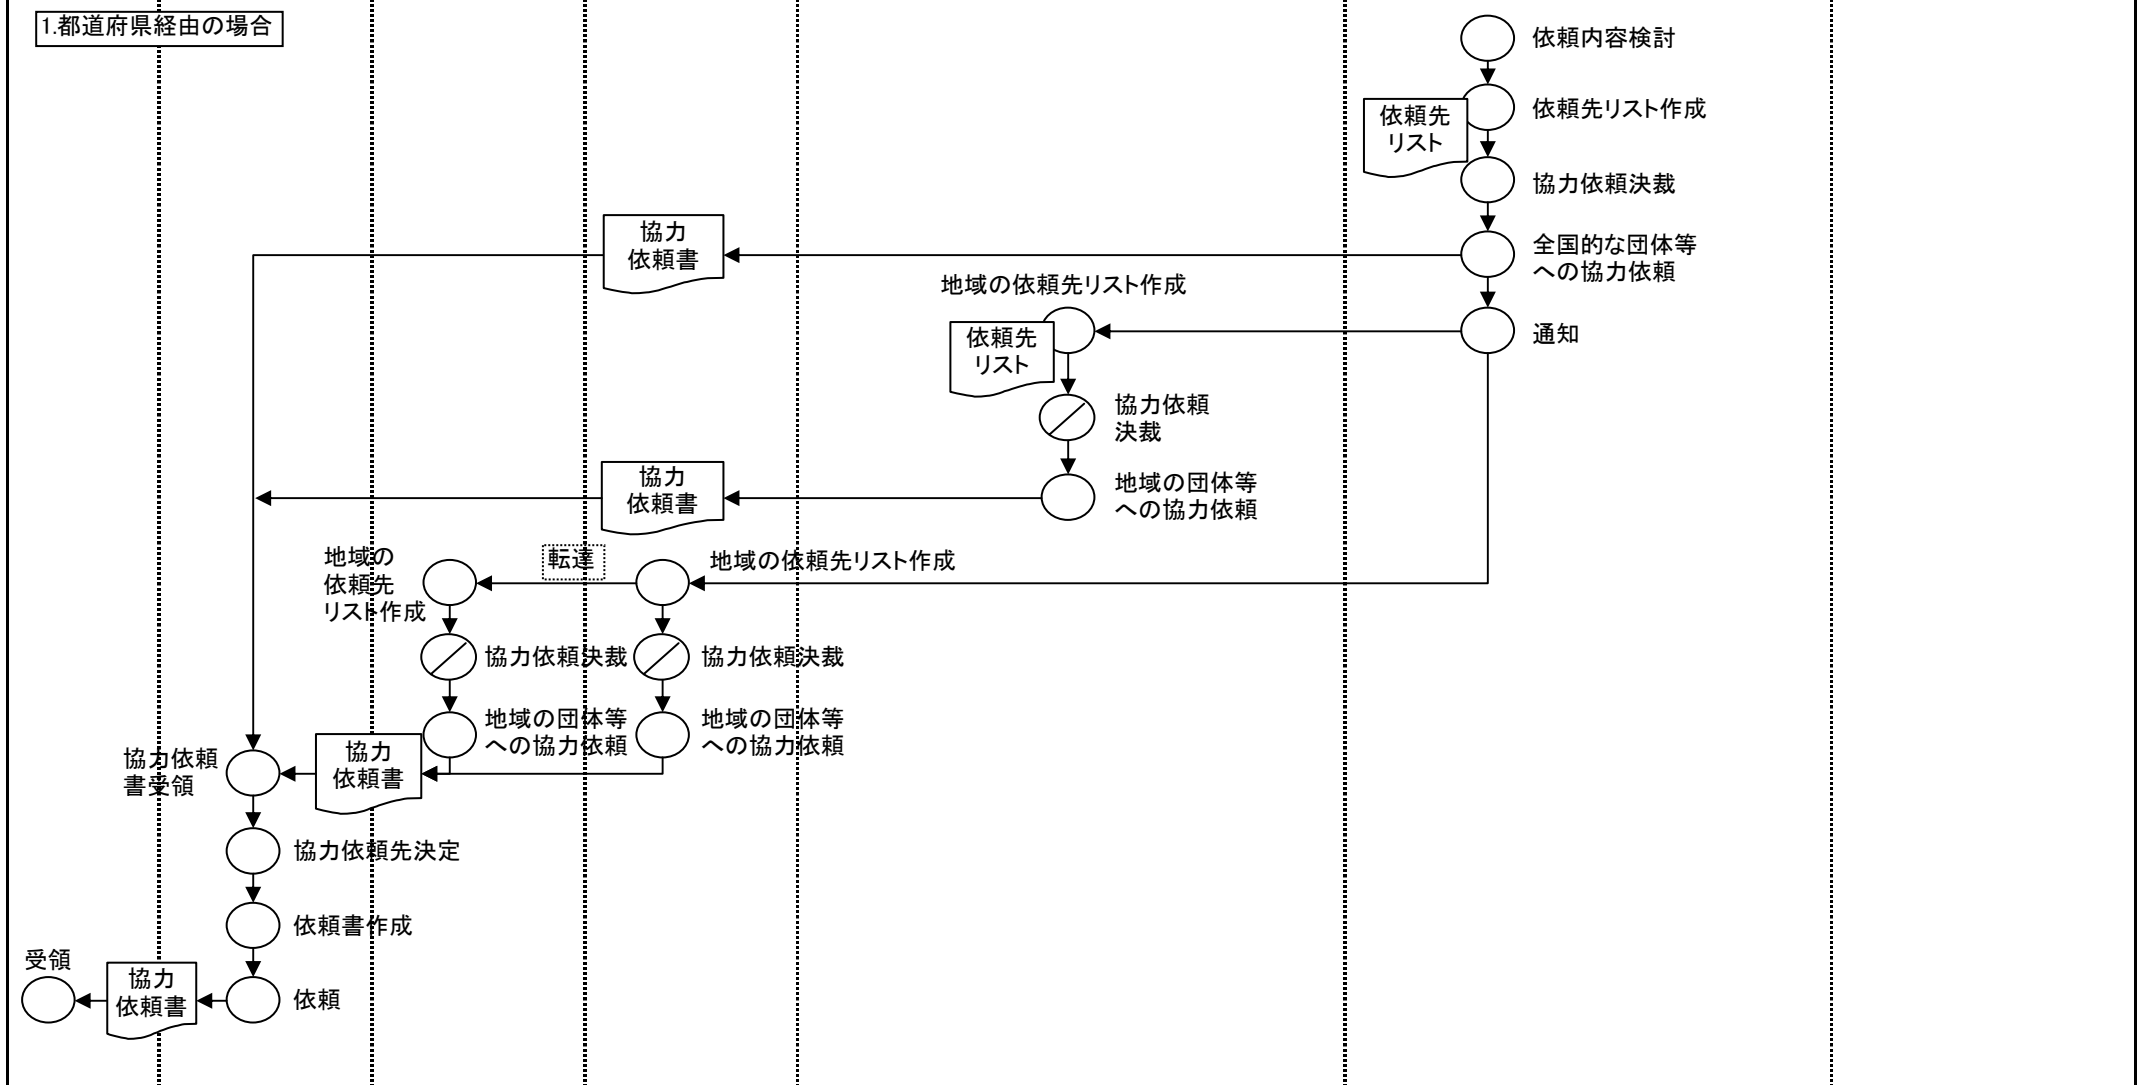 1.都道府県経由の場合
依頼内容検討
依頼先リスト作成
依頼先
リスト
協力依頼決裁
協力
依頼書
全国的な団体等
への協力依頼
地域の依頼先リスト作成
依頼先
リスト
通知
協力依頼
決裁
協力
依頼書
地域の団体等
への協力依頼
地域の
依頼先
リスト作成
転達
地域の依頼先リスト作成
協力依頼決裁
協力依頼決裁
地域の団体等
への協力依頼
地域の団体等
への協力依頼
協力依頼
書受領
協力
依頼書
協力依頼先決定
依頼書作成
受領
協力
依頼書
依頼